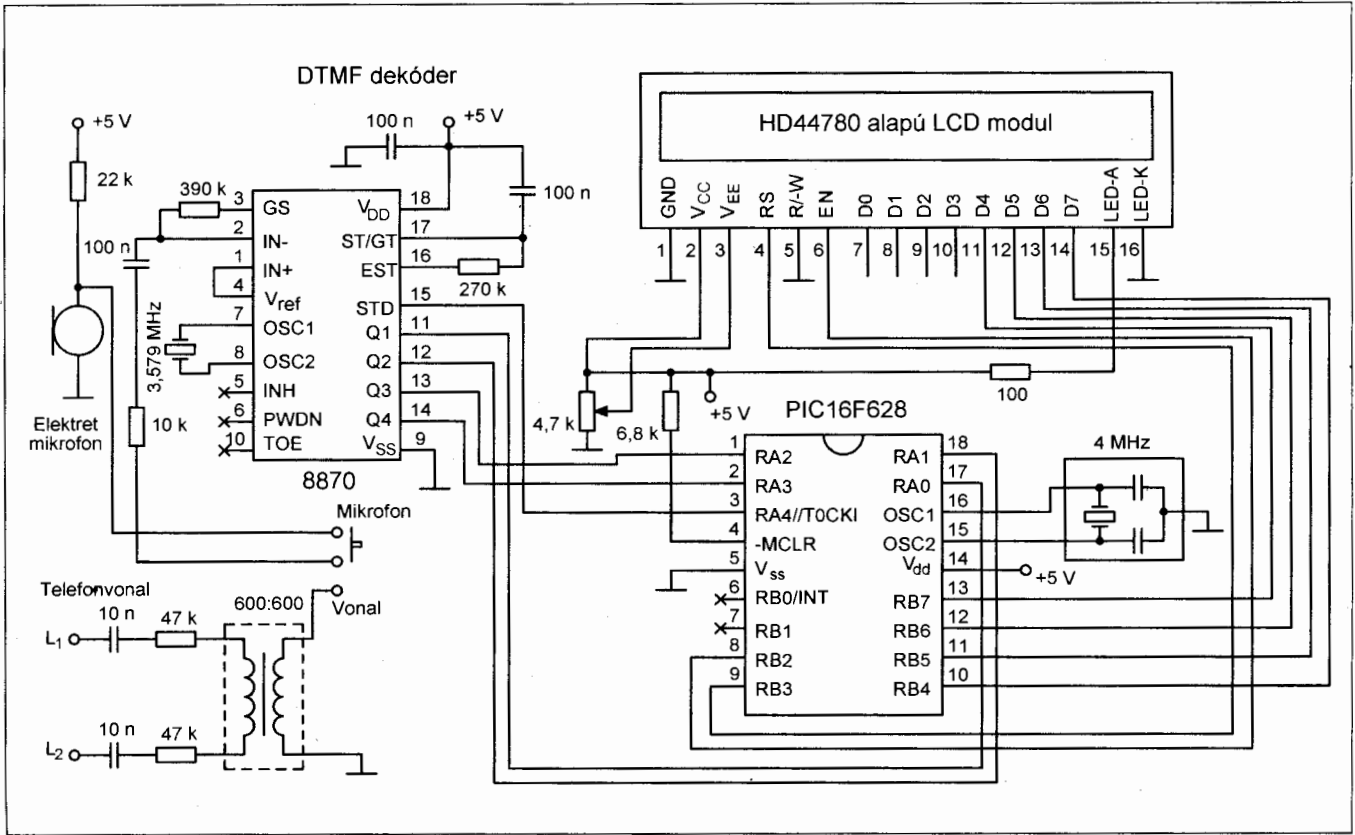 DTMF dekóder
+5 V
22 k
Elektret
mikrofon
100 n
+5 V
100 n
390 k
100 n
270 k
3,579 MHz
10 k
3 GS
2 IN-
1 IN+
4 Vref
7 OSC1
8 OSC2
5 INH
6 PWDN
10 TOE
VDD 18
ST/GT 17
EST 16
STD 15
Q1 11
Q2 12
Q3 13
Q4 14
VSS 9
8870
Mikrofon
Vonal
Telefonvonal
L1
10 n
47 k
600:600
L2
10 n
47 k
HD44780 alapú LCD modul
GND
VCC
VEE
RS
R/-W
EN
D0
D1
D2
D3
D4
D5
D6
D7
LED-A
LED-K
1
2
3
4
5
6
7
8
9
10
11
12
13
14
15
16
4,7 k
6,8 k
+5 V
100
PIC16F628
1 RA2
2 RA3
3 RA4//T0CKI
4 -MCLR
5 Vss
6 RB0/INT
7 RB1
8 RB2
9 RB3
RA1 18
RA0 17
OSC1 16
OSC2 15
Vdd 14
RB7 13
RB6 12
RB5 11
RB4 10
4 MHz
+5 V